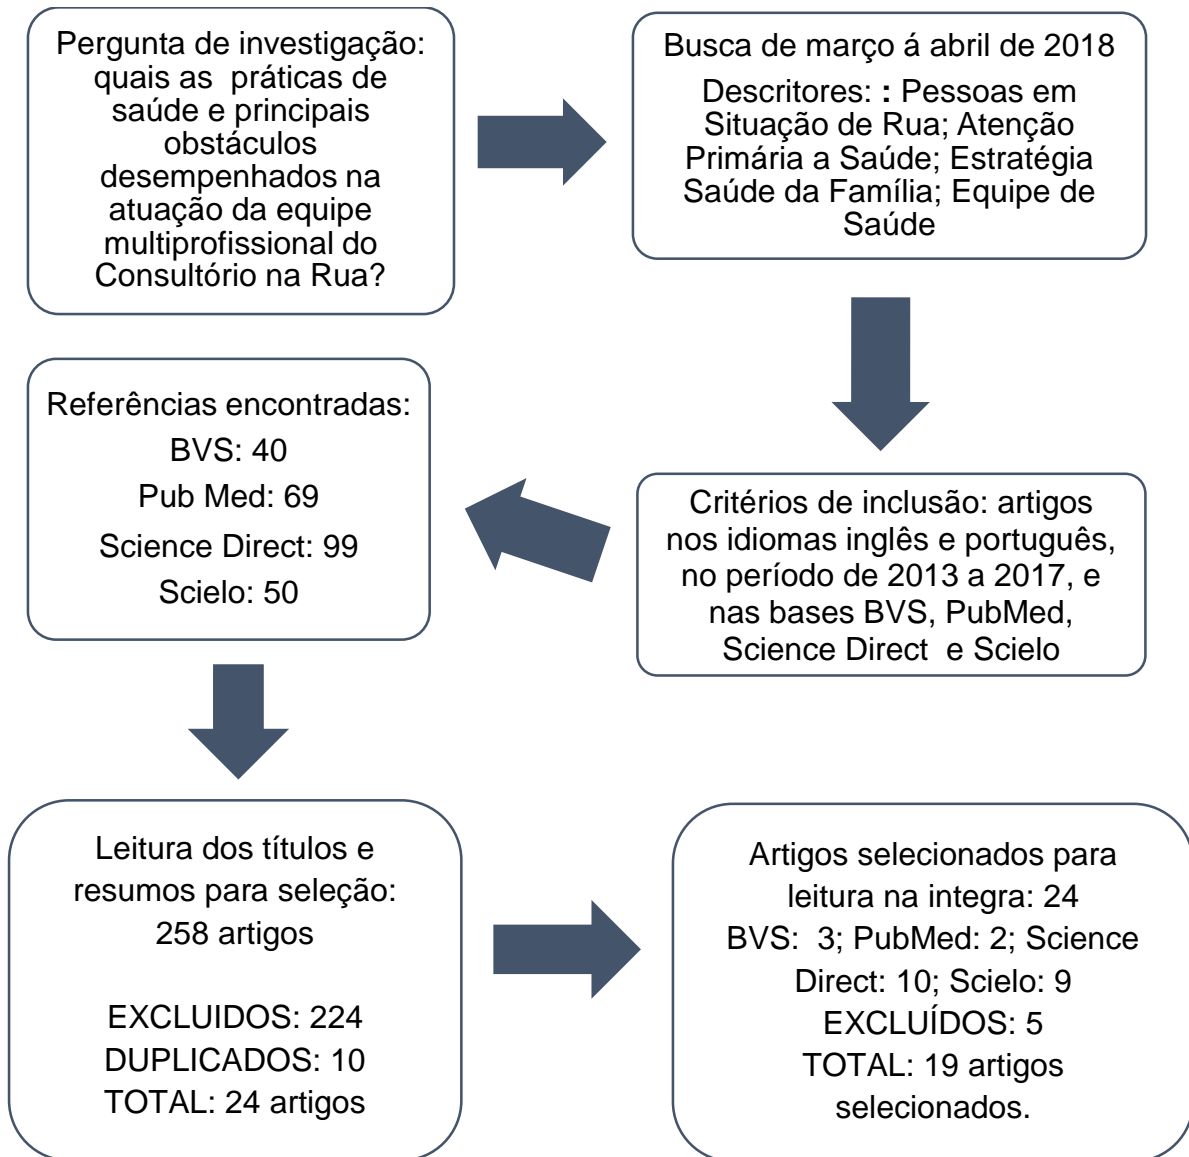 Pergunta de investigação:
quais as práticas de
saúde e principais
obstáculos
desempenhados na
atuação da equipe
multiprofissional do
Consultório na Rua?
Busca de março á abril de 2018
Descritores: : Pessoas em
Situação de Rua; Atenção
Primária a Saúde; Estratégia
Saúde da Família; Equipe de
Saúde
Critérios de inclusão: artigos
nos idiomas inglês e português,
no período de 2013 a 2017, e
nas bases BVS, PubMed,
Science Direct e Scielo
Referências encontradas:
BVS: 40
Pub Med: 69
Science Direct: 99
Scielo: 50
Leitura dos títulos e
resumos para seleção:
258 artigos
EXCLUIDOS: 224
DUPLICADOS: 10
TOTAL: 24 artigos
Artigos selecionados para
leitura na integra: 24
BVS: 3; PubMed: 2; Science
Direct: 10; Scielo: 9
EXCLUÍDOS: 5
TOTAL: 19 artigos
selecionados.